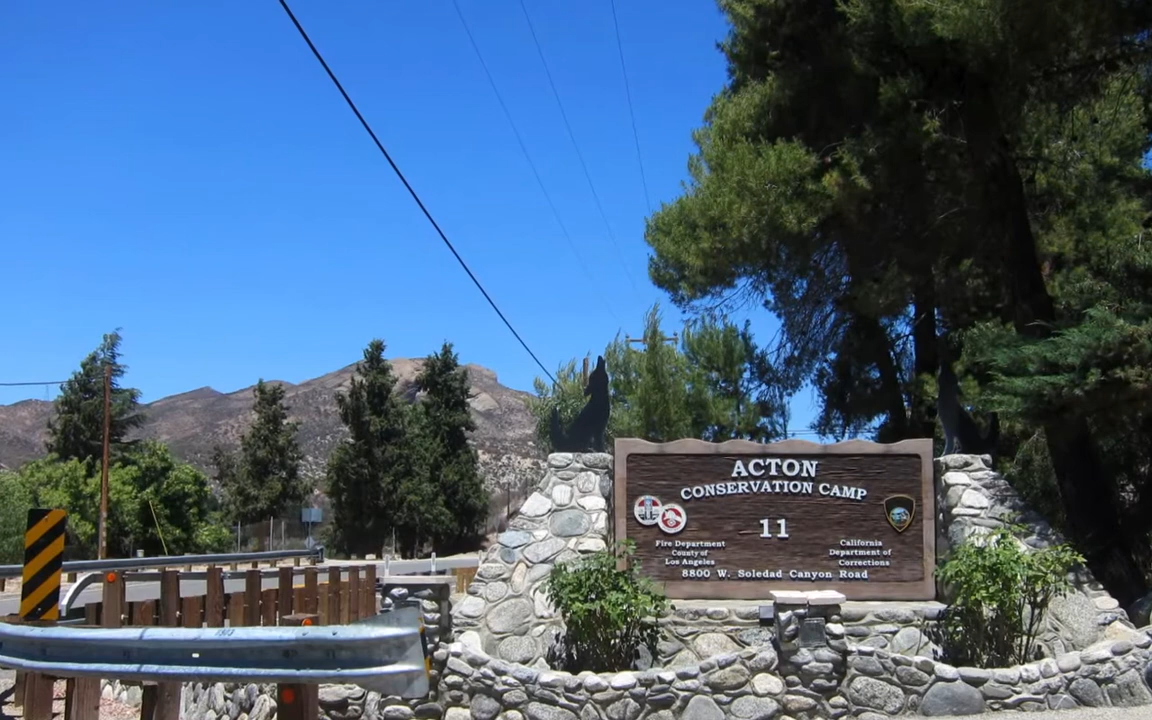 ACTON
CONSERVATION CAMP
11
Fire Department
County of
Los Angeles
California
Department of
Corrections
8800 W. Soledad Canyon Road